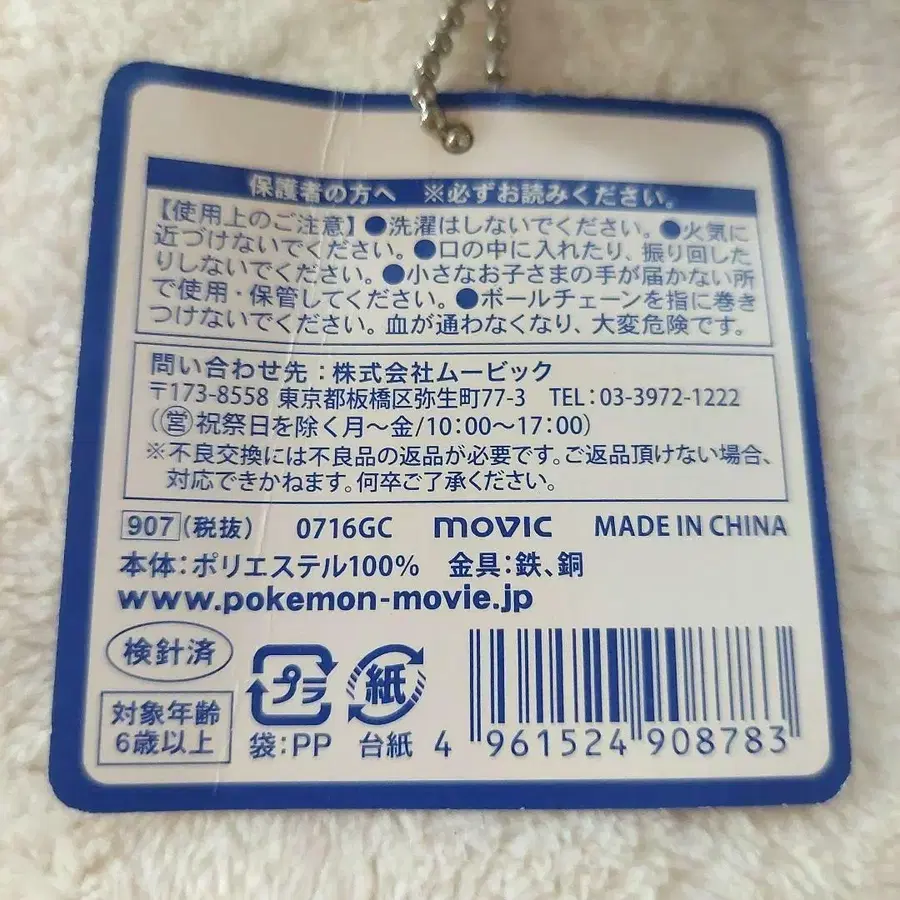 保護者の方へ ※必ずお読みください。
【使用上のご注意】●洗濯はしないでください。●火気に
近づけないでください。●口の中に入れたり、振り回した
りしないでください。●小さなお子さまの手が届かない所
で使用・保管してください。●ボールチェーンを指に巻き
つけないでください。血が通わなくなり、大変危険です。
問い合わせ先：株式会社ムービック
〒173-8558 東京都板橋区弥生町77-3 TEL：03-3972-1222
（㊂祝祭日を除く月〜金/10:00〜17:00）
※不良交換には不良品の返品が必要です。ご返品頂けない場合、
対応できかねます。何卒ご了承ください。
907（税抜） 0716GC movic MADE IN CHINA
本体：ポリエステル100% 金具：鉄、銅
www.pokemon-movie.jp
検針済
対象年齢
6歳以上
プラ
袋：PP
紙
台紙
4 961524 908783